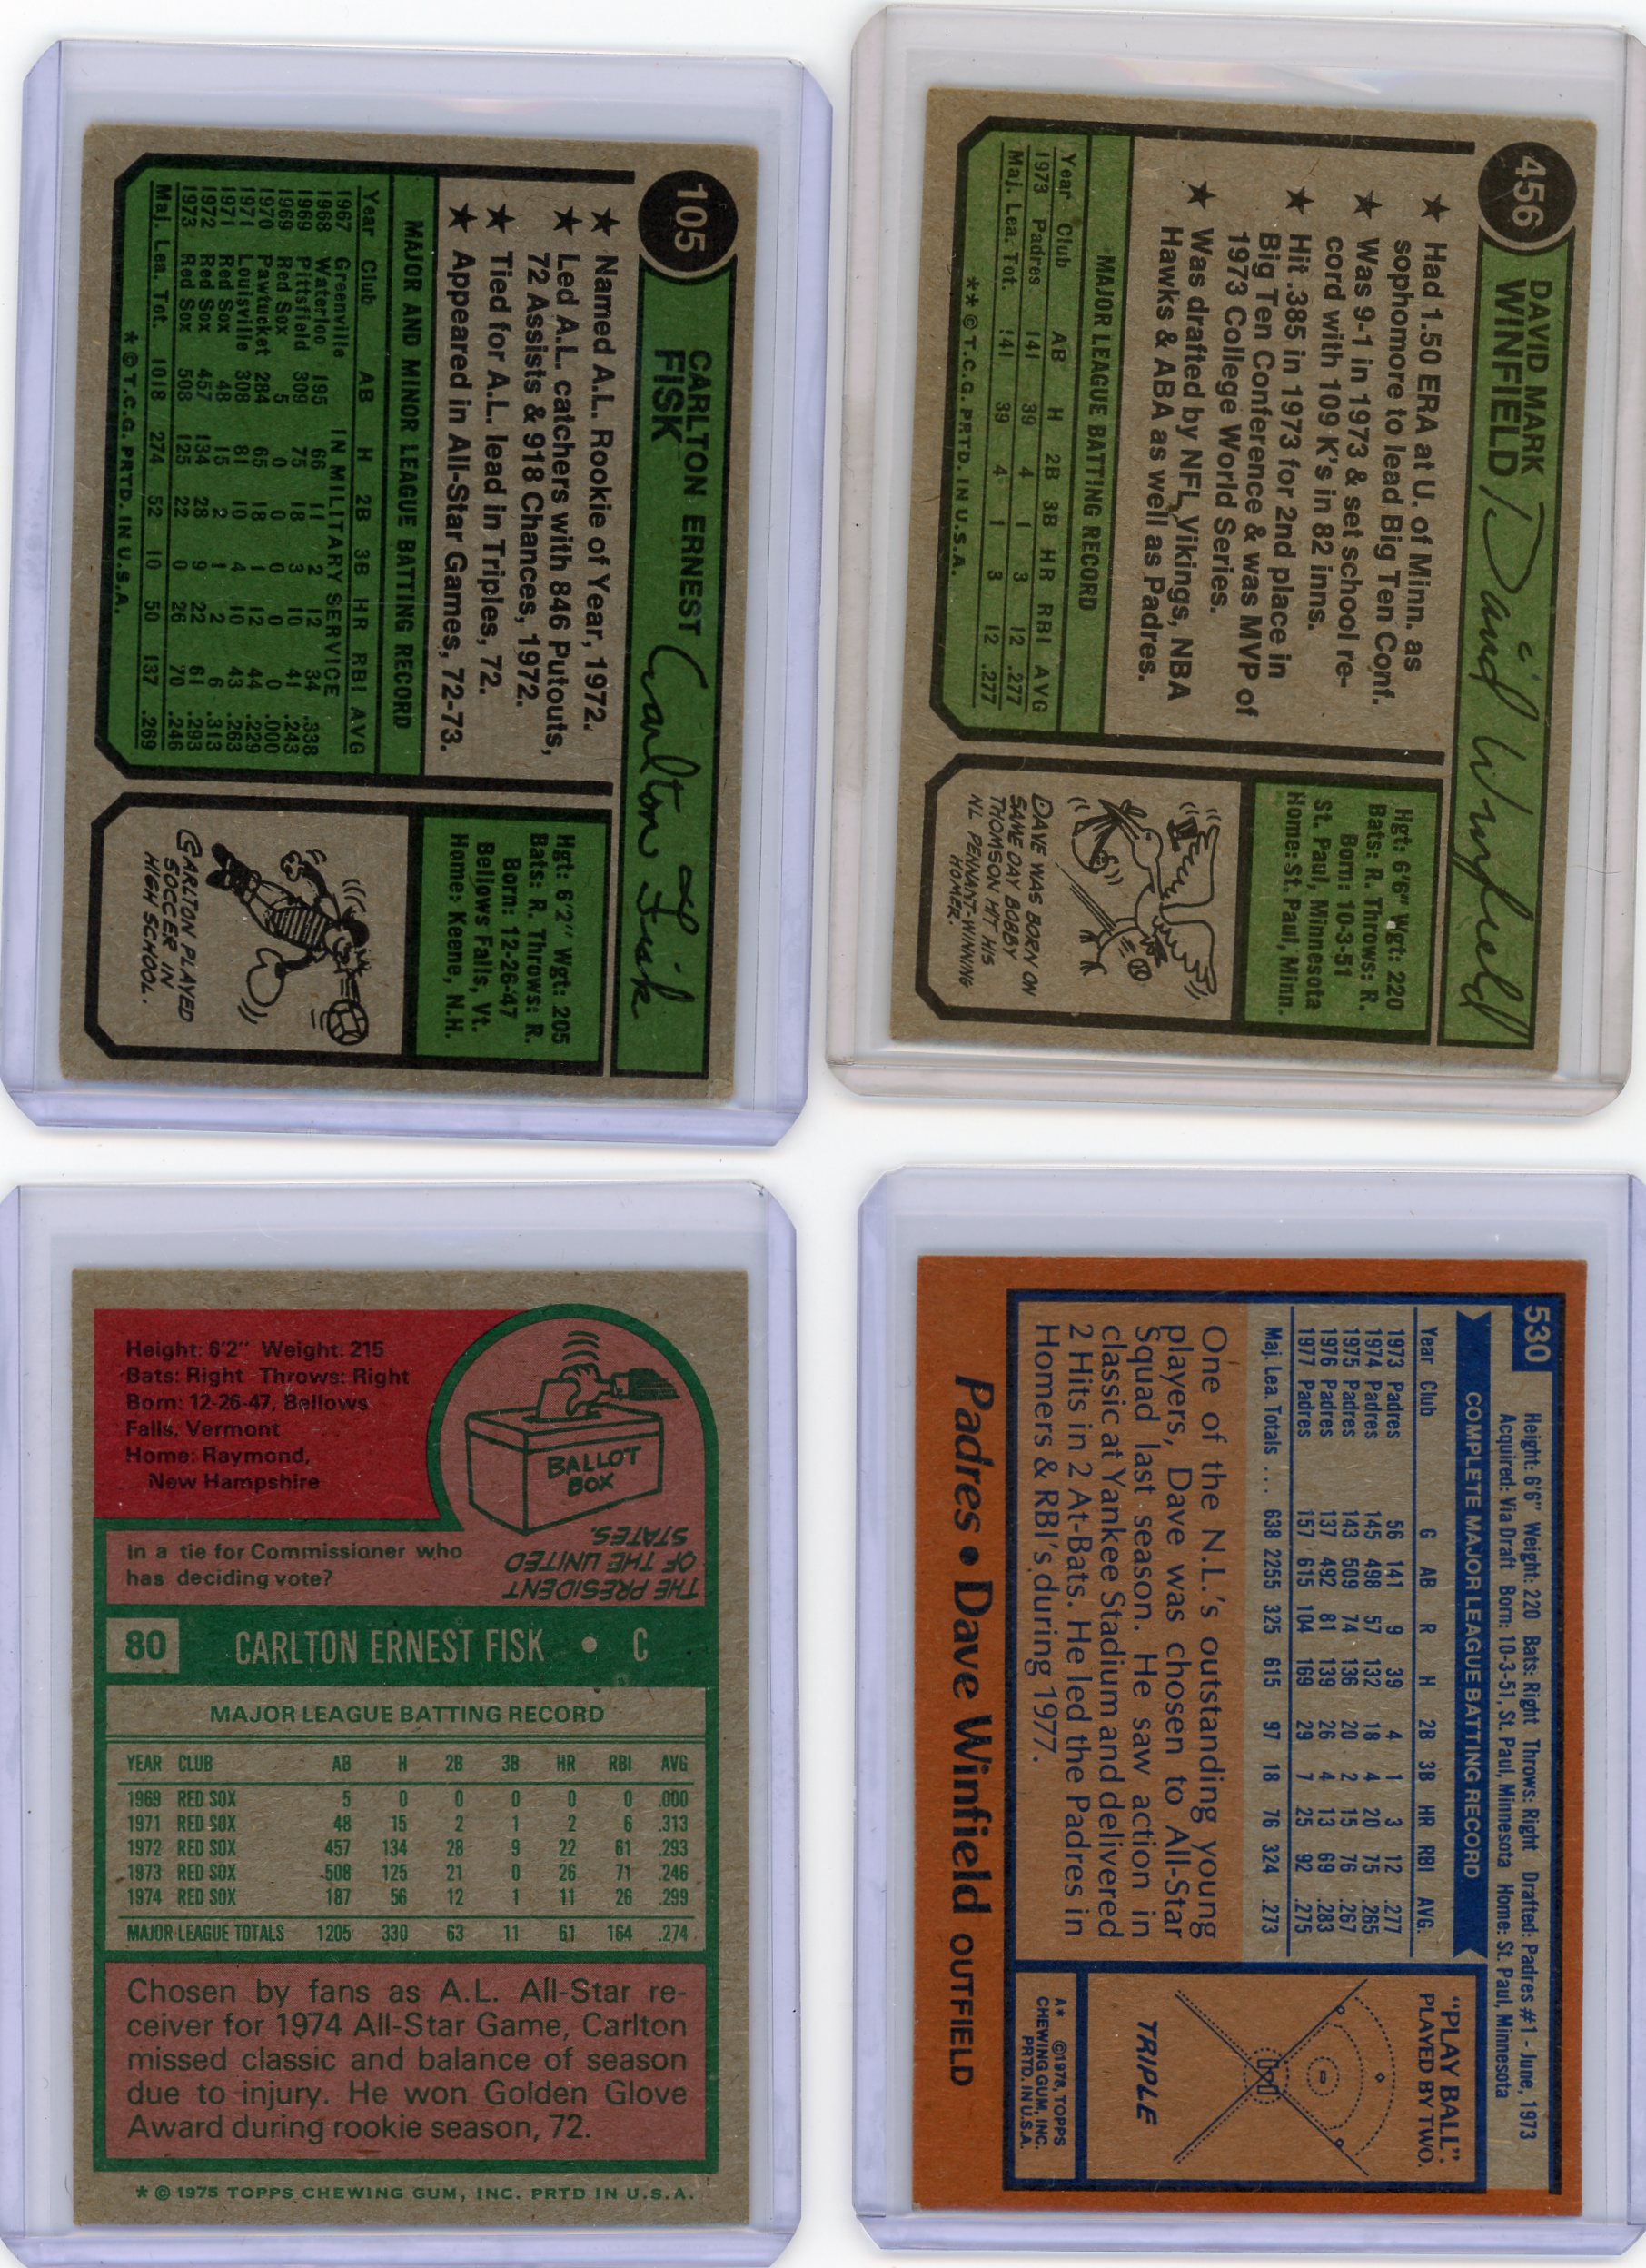 105
CARLTON ERNEST
FISK
Carlton Fisk
★ Named A.L. Rookie of Year, 1972.
★ Led A.L. catchers with 846 Putouts,
72 Assists & 918 Chances, 1972.
★ Tied for A.L. lead in Triples, 72.
★ Appeared in All-Star Games, 72-73.
MAJOR AND MINOR LEAGUE BATTING RECORD
Year Club AB H 2B 3B HR RBI AVG
1967 Greenville IN MILITARY SERVICE
1968 Waterloo 195 66 11 2 12 34 .338
1969 Pittsfield 309 75 18 3 10 41 .243
1969 Red Sox 5 0 0 0 0 0 .000
1970 Pawtucket 284 65 18 1 12 44 .229
1971 Louisville 308 81 10 4 10 43 .263
1971 Red Sox 48 15 2 1 2 6 .313
1972 Red Sox 457 134 28 9 22 61 .293
1973 Red Sox 508 125 22 0 26 70 .246
Maj. Lea. Tot. 1018 274 52 10 50 137 .269
* © T.C.G. PRTD. IN U.S.A.
Hgt: 6'2" Wgt: 205
Bats: R. Throws: R.
Born: 12-26-47
Bellows Falls, Vt.
Home: Keene, N.H.
CARLTON PLAYED
SOCCER IN
HIGH SCHOOL.
456
DAVID MARK
WINFIELD
David Winfield
★ Had 1.50 ERA at U. of Minn. as
sophomore to lead Big Ten Conf.
★ Was 9-1 in 1973 & set school re-
cord with 109 K's in 82 inns.
★ Hit .385 in 1973 for 2nd place in
Big Ten Conference & was MVP of
1973 College World Series.
★ Was drafted by NFL Vikings, NBA
Hawks & ABA as well as Padres.
MAJOR LEAGUE BATTING RECORD
Year Club AB H 2B 3B HR RBI AVG
1973 Padres 141 39 4 1 3 12 .277
Maj. Lea. Tot. 141 39 4 1 3 12 .277
** © T.C.G. PRTD. IN U.S.A.
Hgt: 6'6" Wgt: 220
Bats: R. Throws: R.
Born: 10-3-51
St. Paul, Minnesota
Home: St. Paul, Minn.
DAVE WAS BORN ON
SAME DAY BOBBY
THOMSON HIT HIS
NL PENNANT-WINNING
HOMER.
Height: 6'2" Weight: 215
Bats: Right Throws: Right
Born: 12-26-47, Bellows
Falls, Vermont
Home: Raymond,
New Hampshire
BALLOT
BOX
In a tie for Commissioner who
has deciding vote?
THE PRESIDENT
OF THE UNITED
STATES.
80 CARLTON ERNEST FISK • C
MAJOR LEAGUE BATTING RECORD
YEAR CLUB AB H 2B 3B HR RBI AVG
1969 RED SOX 5 0 0 0 0 0 .000
1971 RED SOX 48 15 2 1 2 6 .313
1972 RED SOX 457 134 28 9 22 61 .293
1973 RED SOX 508 125 21 0 26 71 .246
1974 RED SOX 187 56 12 1 11 26 .299
MAJOR LEAGUE TOTALS 1205 330 63 11 61 164 .274
Chosen by fans as A.L. All-Star re-
ceiver for 1974 All-Star Game, Carlton
missed classic and balance of season
due to injury. He won Golden Glove
Award during rookie season, 72.
* © 1975 TOPPS CHEWING GUM, INC. PRTD IN U.S.A.
530
Height: 6'6" Weight: 220 Bats: Right Throws: Right Drafted: Padres #1 - June, 1973
Acquired: Via Draft Born: 10-3-51, St. Paul, Minnesota Home: St. Paul, Minnesota
COMPLETE MAJOR LEAGUE BATTING RECORD
Year Club G AB R H 2B 3B HR RBI AVG.
1973 Padres 56 141 9 39 4 1 3 12 .277
1974 Padres 145 498 57 132 18 4 20 75 .265
1975 Padres 143 509 74 136 20 2 15 76 .267
1976 Padres 137 492 81 139 26 4 13 69 .283
1977 Padres 157 615 104 169 29 7 25 92 .275
Maj. Lea. Totals ... 638 2255 325 615 97 18 76 324 .273
One of the N.L.'s outstanding young
players, Dave was chosen to All-Star
Squad last season. He saw action in
classic at Yankee Stadium and delivered
2 Hits in 2 At-Bats. He led the Padres in
Homers & RBI's during 1977.
"PLAY BALL"
PLAYED BY TWO.
TRIPLE
A* ©1978, TOPPS
CHEWING GUM, INC.
PRTD. IN U.S.A.
Padres • Dave Winfield OUTFIELD